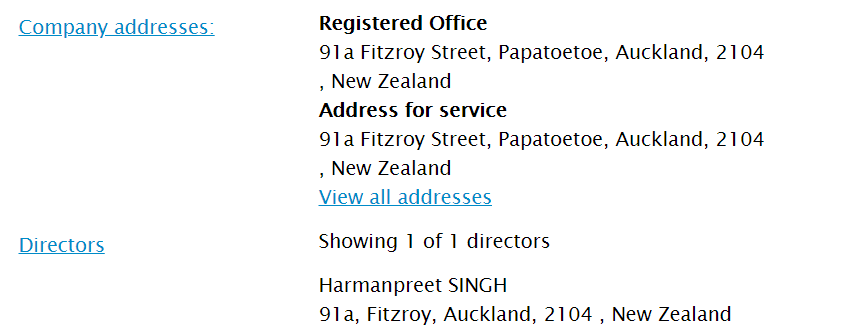 Company addresses:
Registered Office
91a Fitzroy Street, Papatoetoe, Auckland, 2104
, New Zealand
Address for service
91a Fitzroy Street, Papatoetoe, Auckland, 2104
, New Zealand
View all addresses
Directors
Showing 1 of 1 directors
Harmanpreet SINGH
91a, Fitzroy, Auckland, 2104 , New Zealand